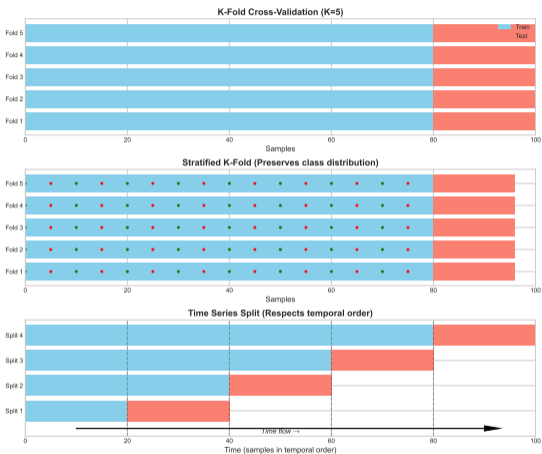 K-Fold Cross-Validation (K=5)
Train
Test
Fold 5
Fold 4
Fold 3
Fold 2
Fold 1
0 20 40 60 80 100
Samples
Stratified K-Fold (Preserves class distribution)
Fold 5
Fold 4
Fold 3
Fold 2
Fold 1
0 20 40 60 80 100
Samples
Time Series Split (Respects temporal order)
Split 4
Split 3
Split 2
Split 1
Time flow →
0 20 40 60 80 100
Time (samples in temporal order)